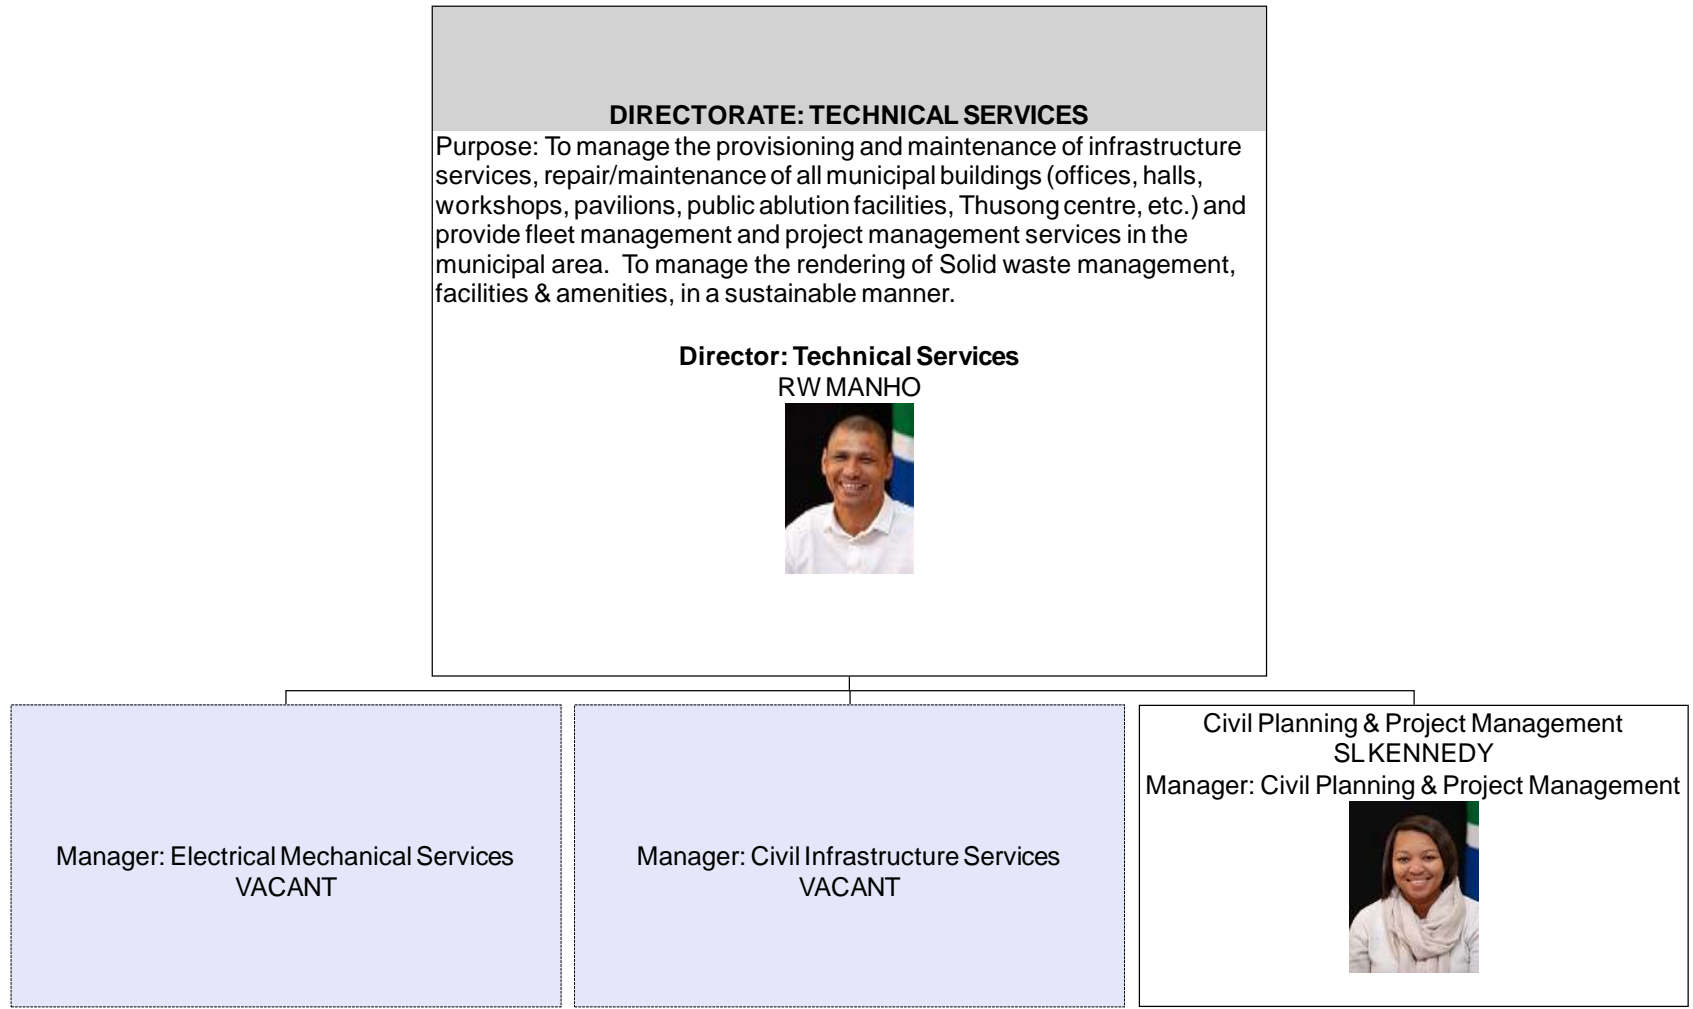 DIRECTORATE: TECHNICAL SERVICES
Purpose: To manage the provisioning and maintenance of infrastructure
services, repair/maintenance of all municipal buildings (offices, halls,
workshops, pavilions, public ablution facilities, Thusong centre, etc.) and
provide fleet management and project management services in the
municipal area. To manage the rendering of Solid waste management,
facilities & amenities, in a sustainable manner.
Director: Technical Services
RW MANHO
Manager: Electrical Mechanical Services
VACANT
Manager: Civil Infrastructure Services
VACANT
Civil Planning & Project Management
SL KENNEDY
Manager: Civil Planning & Project Management